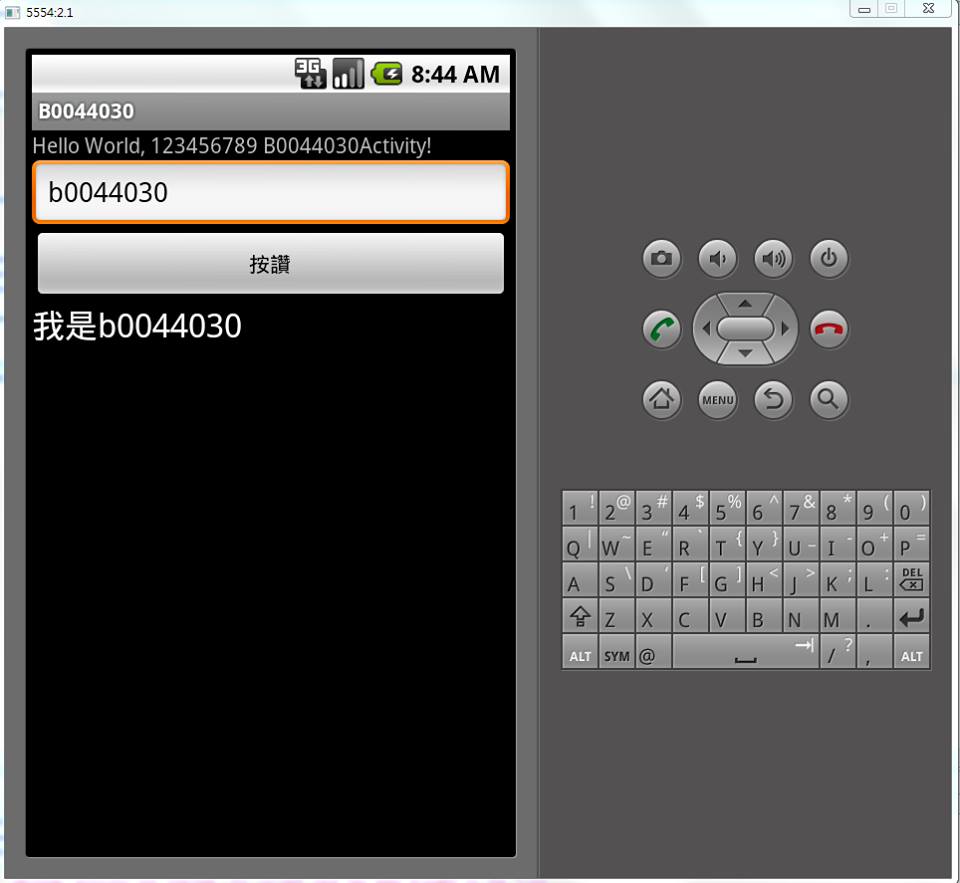 5554:2.1
3G 8:44 AM
B0044030
Hello World, 123456789 B0044030Activity!
b0044030
按讚
我是b0044030
MENU
1 ! 2 @ 3 # 4 $ 5 % 6 ^ 7 & 8 * 9 ( 0 )
Q | W ~ E “ R ` T { Y } U _ I - O + P =
A S \ D ‘ F [ G ] H < J > K ; L : DEL
Z X C V B N M .
ALT SYM @ / ? , ALT